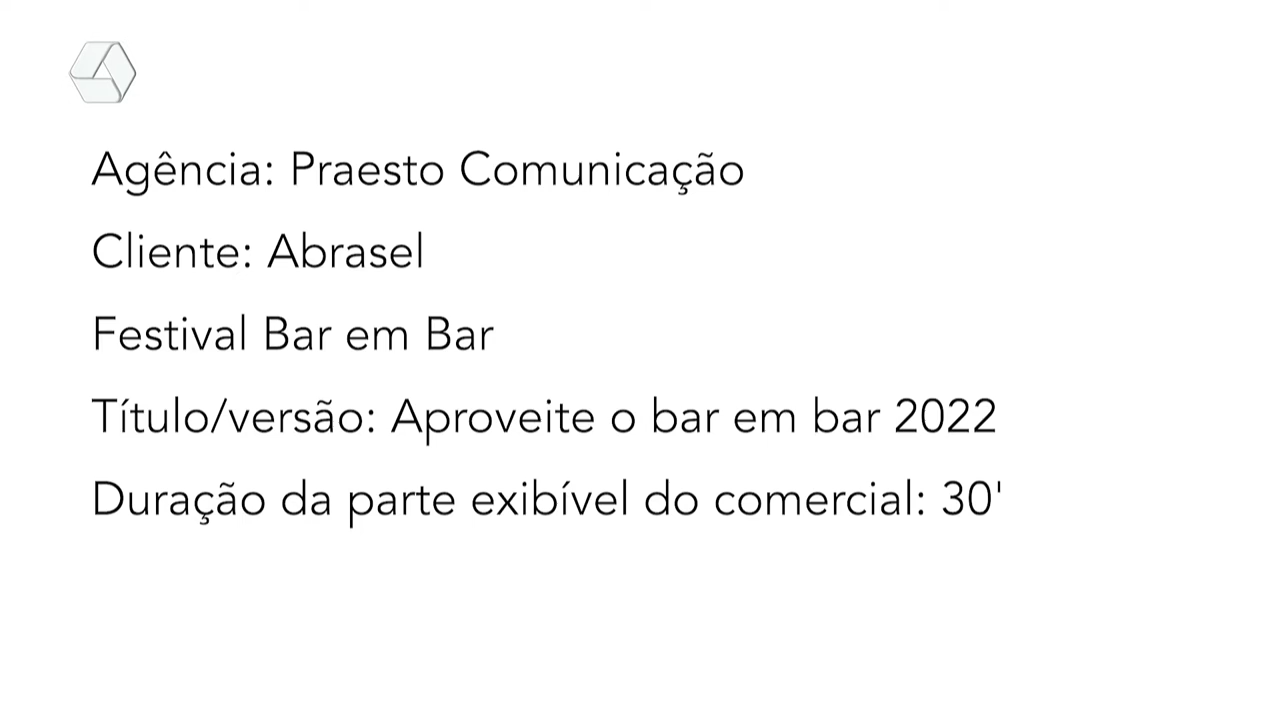 Agência: Praesto Comunicação
Cliente: Abrasel
Festival Bar em Bar
Título/versão: Aproveite o bar em bar 2022
Duração da parte exibível do comercial: 30'